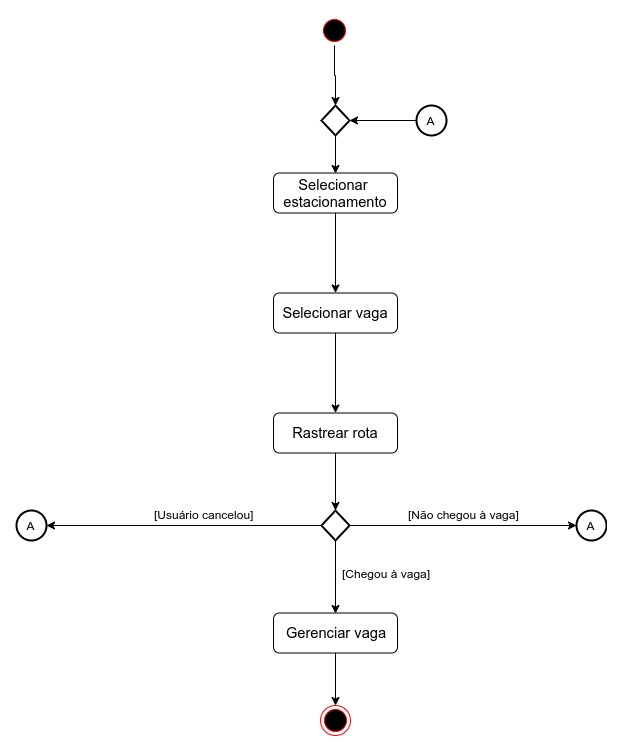 A
Selecionar
estacionamento
Selecionar vaga
Rastrear rota
[Usuário cancelou]
[Não chegou à vaga]
A
A
[Chegou à vaga]
Gerenciar vaga